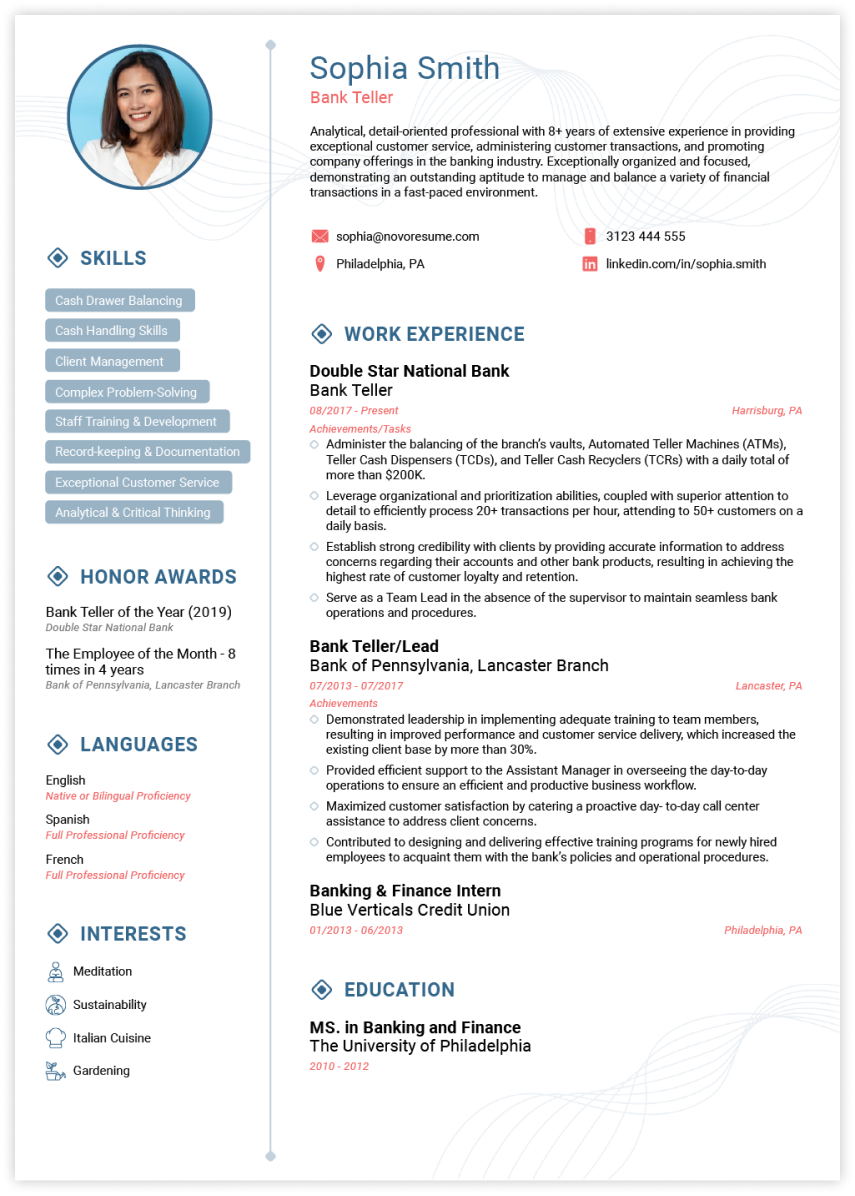 Sophia Smith
Bank Teller
Analytical, detail-oriented professional with 8+ years of extensive experience in providing
exceptional customer service, administering customer transactions, and promoting
company offerings in the banking industry. Exceptionally organized and focused,
demonstrating an outstanding aptitude to manage and balance a variety of financial
transactions in a fast-paced environment.
sophia@novoresume.com
3123 444 555
Philadelphia, PA
linkedin.com/in/sophia.smith
SKILLS
Cash Drawer Balancing
Cash Handling Skills
Client Management
Complex Problem-Solving
Staff Training & Development
Record-keeping & Documentation
Exceptional Customer Service
Analytical & Critical Thinking
HONOR AWARDS
Bank Teller of the Year (2019)
Double Star National Bank
The Employee of the Month - 8
times in 4 years
Bank of Pennsylvania, Lancaster Branch
LANGUAGES
English
Native or Bilingual Proficiency
Spanish
Full Professional Proficiency
French
Full Professional Proficiency
INTERESTS
Meditation
Sustainability
Italian Cuisine
Gardening
WORK EXPERIENCE
Double Star National Bank
Bank Teller
08/2017 - Present
Harrisburg, PA
Achievements/Tasks
Administer the balancing of the branch's vaults, Automated Teller Machines (ATMs),
Teller Cash Dispensers (TCDs), and Teller Cash Recyclers (TCRs) with a daily total of
more than $200K.
Leverage organizational and prioritization abilities, coupled with superior attention to
detail to efficiently process 20+ transactions per hour, attending to 50+ customers on a
daily basis.
Establish strong credibility with clients by providing accurate information to address
concerns regarding their accounts and other bank products, resulting in achieving the
highest rate of customer loyalty and retention.
Serve as a Team Lead in the absence of the supervisor to maintain seamless bank
operations and procedures.
Bank Teller/Lead
Bank of Pennsylvania, Lancaster Branch
07/2013 - 07/2017
Lancaster, PA
Achievements
Demonstrated leadership in implementing adequate training to team members,
resulting in improved performance and customer service delivery, which increased the
existing client base by more than 30%.
Provided efficient support to the Assistant Manager in overseeing the day-to-day
operations to ensure an efficient and productive business workflow.
Maximized customer satisfaction by catering a proactive day- to-day call center
assistance to address client concerns.
Contributed to designing and delivering effective training programs for newly hired
employees to acquaint them with the bank's policies and operational procedures.
Banking & Finance Intern
Blue Verticals Credit Union
01/2013 - 06/2013
Philadelphia, PA
EDUCATION
MS. in Banking and Finance
The University of Philadelphia
2010 - 2012